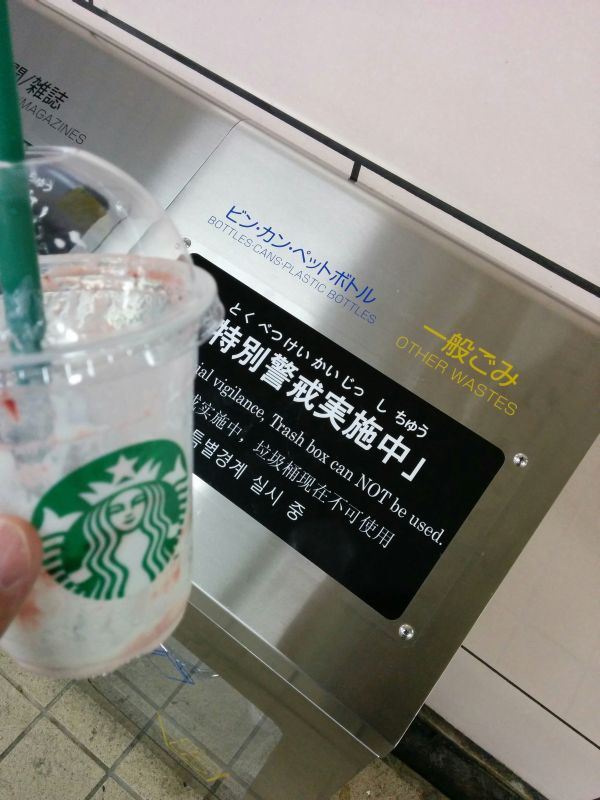 聞/雑誌
MAGAZINES
ビン・カン・ペットボトル
BOTTLES·CANS·PLASTIC BOTTLES
一般ごみ
OTHER WASTES
とくべつけいかいじっしちゅう
特別警戒実施中」
vigilance, Trash box can NOT be used.
实施中，垃圾桶现在不可使用
특별경계 실시 중